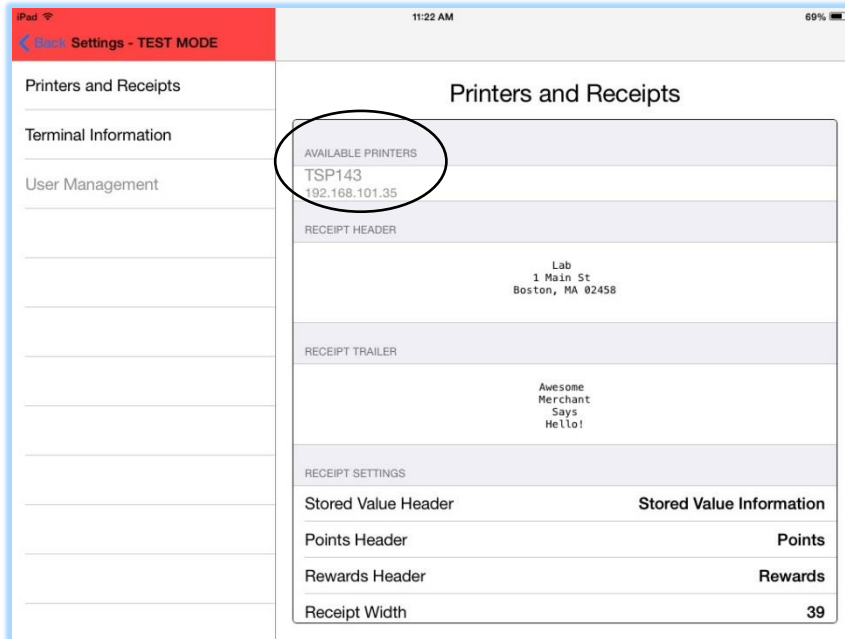 iPad 11:22 AM 69%
Back Settings - TEST MODE
Printers and Receipts
Terminal Information
User Management
Printers and Receipts
AVAILABLE PRINTERS
TSP143
192.168.101.35
RECEIPT HEADER
Lab
1 Main St
Boston, MA 02458
RECEIPT TRAILER
Awesome
Merchant
Says
Hello!
RECEIPT SETTINGS
Stored Value Header Stored Value Information
Points Header Points
Rewards Header Rewards
Receipt Width 39